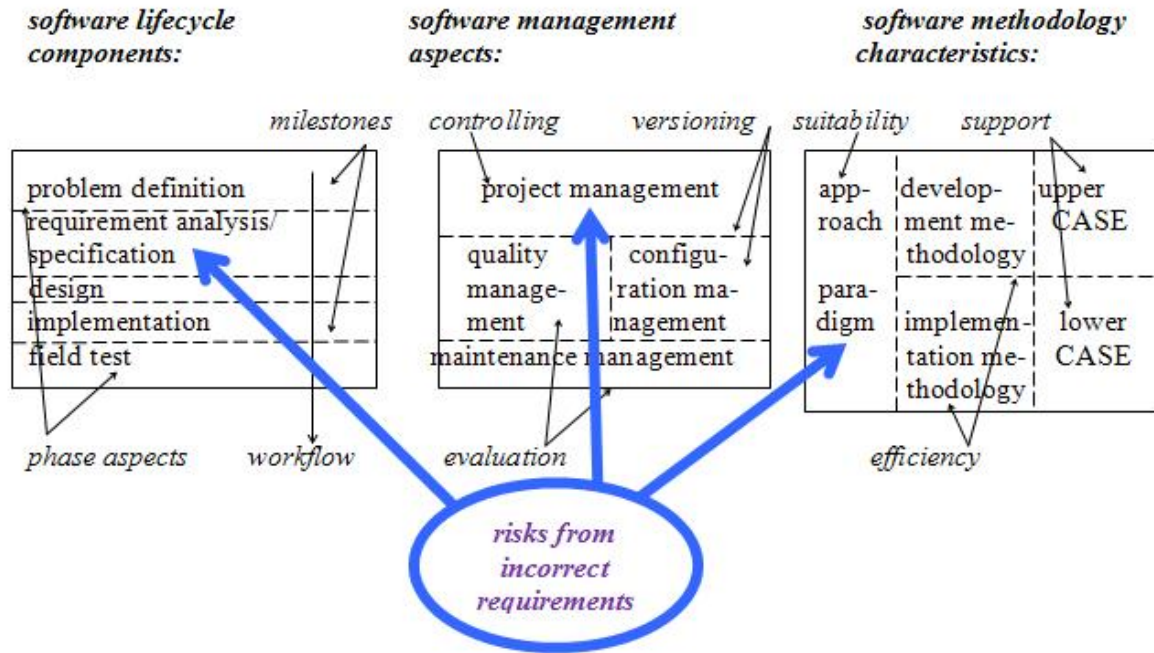 software lifecycle
components:
software management
aspects:
software methodology
characteristics:
milestones
controlling
versioning
suitability
support
problem definition
requirement analysis/
specification
design
implementation
field test
phase aspects
workflow
project management
quality
manage-
ment
configu-
ration ma-
nagement
maintenance management
evaluation
app-
roach
para-
digm
develop-
ment me-
thodology
implemen-
tation me-
thodology
upper
CASE
lower
CASE
efficiency
risks from
incorrect
requirements